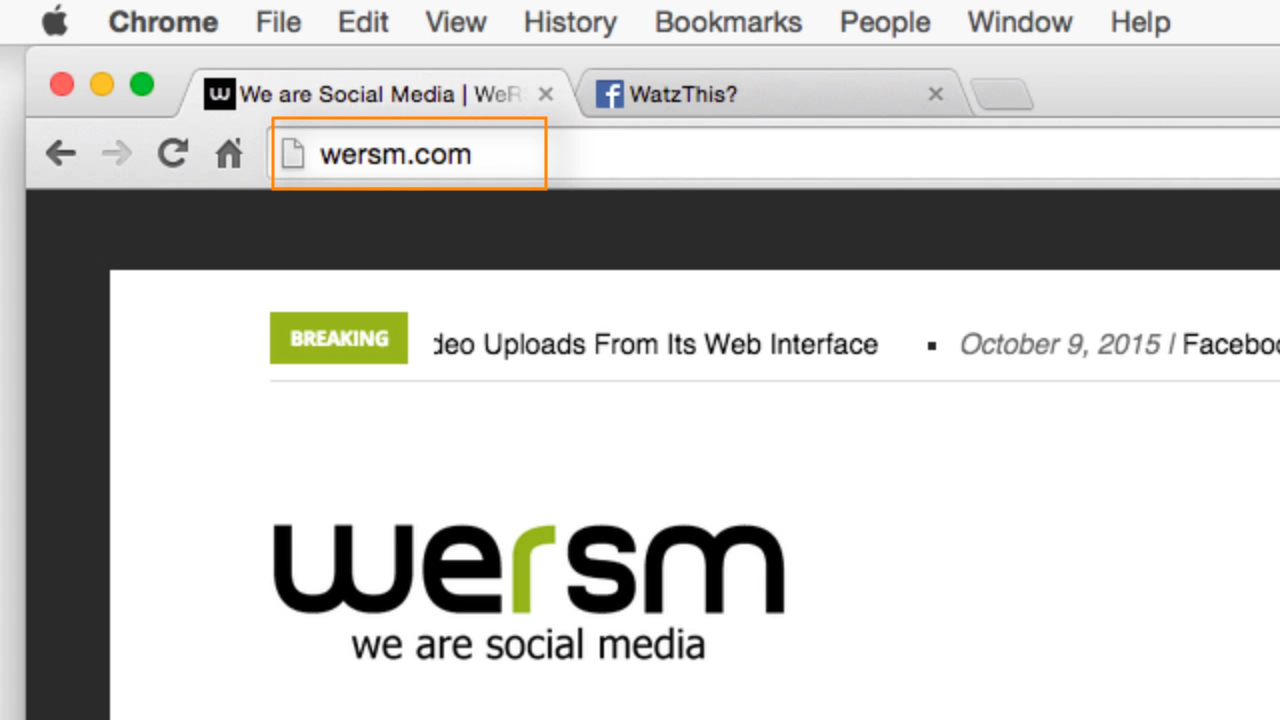 Chrome File Edit View History Bookmarks People Window Help
We are Social Media | WeR
WatzThis?
wersm.com
BREAKING deo Uploads From Its Web Interface ▪ October 9, 2015 / Faceboo
wersm
we are social media